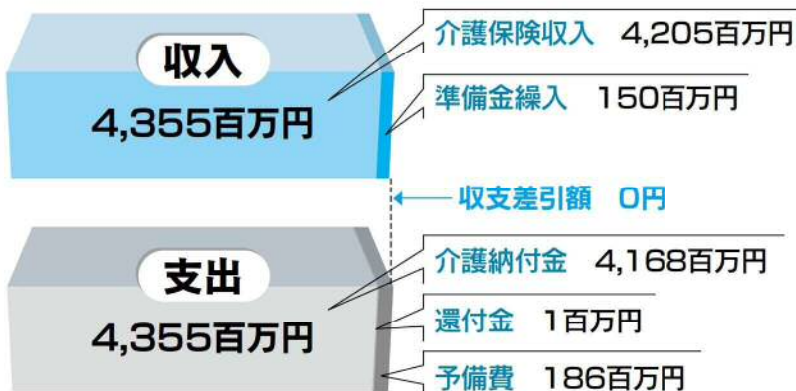 収入
4,355百万円
介護保険収入 4,205百万円
準備金繰入 150百万円
収支差引額 0円
支出
4,355百万円
介護納付金 4,168百万円
還付金 1百万円
予備費 186百万円